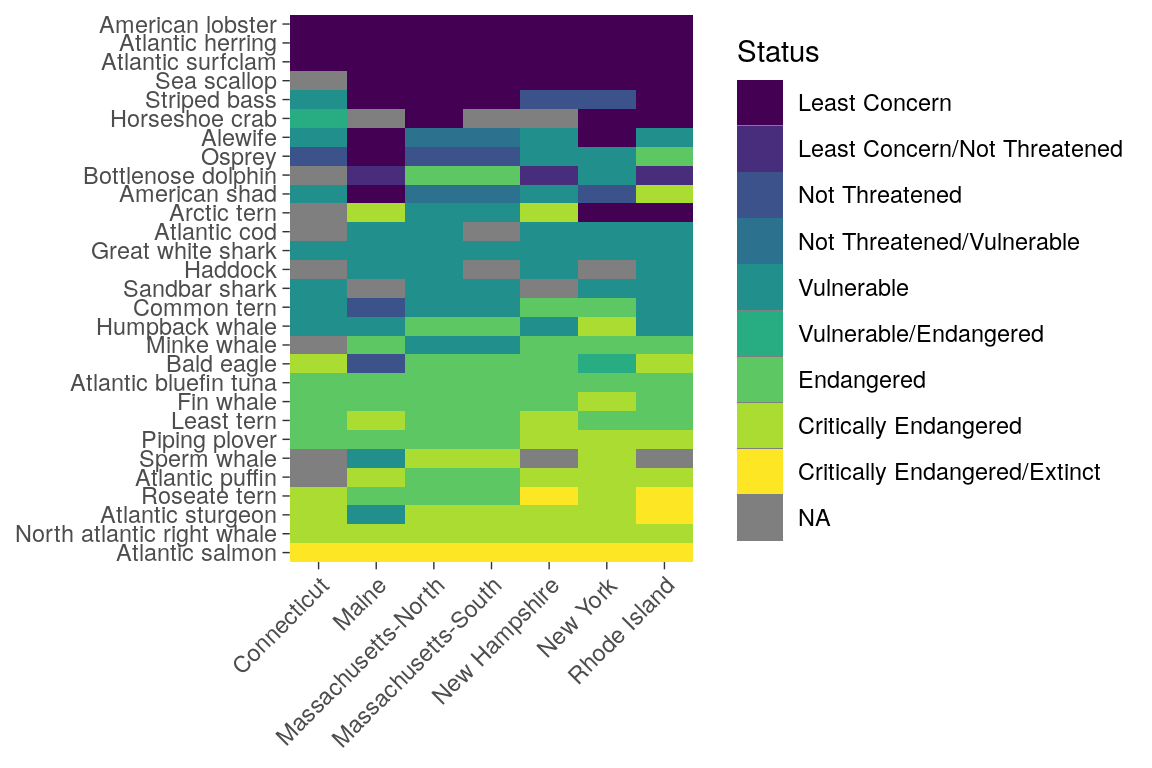 American lobster
Atlantic herring
Atlantic surfclam
Sea scallop
Striped bass
Horseshoe crab
Alewife
Osprey
Bottlenose dolphin
American shad
Arctic tern
Atlantic cod
Great white shark
Haddock
Sandbar shark
Common tern
Humpback whale
Minke whale
Bald eagle
Atlantic bluefin tuna
Fin whale
Least tern
Piping plover
Sperm whale
Atlantic puffin
Roseate tern
Atlantic sturgeon
North atlantic right whale
Atlantic salmon
Connecticut
Maine
Massachusetts-North
Massachusetts-South
New Hampshire
New York
Rhode Island
Status
Least Concern
Least Concern/Not Threatened
Not Threatened
Not Threatened/Vulnerable
Vulnerable
Vulnerable/Endangered
Endangered
Critically Endangered
Critically Endangered/Extinct
NA